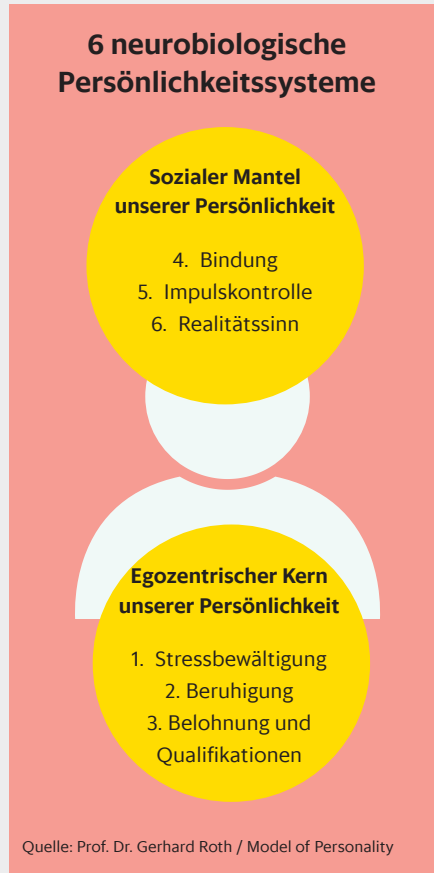 6 neurobiologische
Persönlichkeitssysteme
Sozialer Mantel
unserer Persönlichkeit
4. Bindung
5. Impulskontrolle
6. Realitätssinn
Egozentrischer Kern
unserer Persönlichkeit
1. Stressbewältigung
2. Beruhigung
3. Belohnung und
Qualifikationen
Quelle: Prof. Dr. Gerhard Roth / Model of Personality